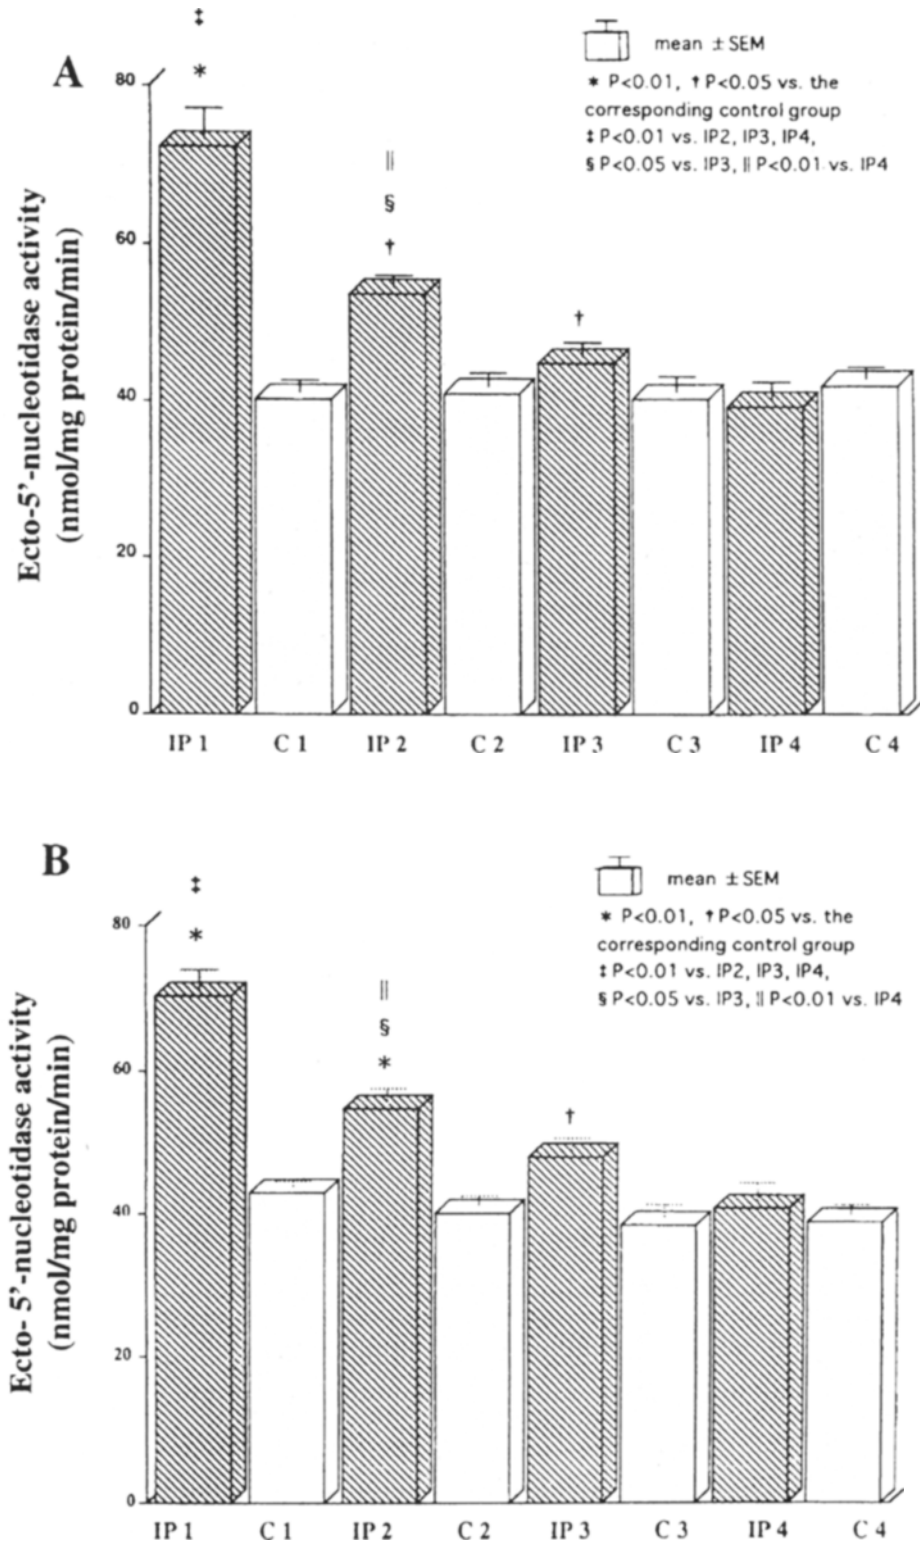 ‡
*
A
80
60
40
20
0
Ecto-5’-nucleotidase activity
(nmol/mg protein/min)
||
§
†
†
mean ± SEM
* P<0.01, † P<0.05 vs. the
corresponding control group
‡ P<0.01 vs. IP2, IP3, IP4,
§ P<0.05 vs. IP3, || P<0.01 vs. IP4
IP 1 C 1 IP 2 C 2 IP 3 C 3 IP 4 C 4
B
‡
*
80
60
40
20
0
Ecto- 5’-nucleotidase activity
(nmol/mg protein/min)
||
§
*
†
mean ± SEM
* P<0.01, † P<0.05 vs. the
corresponding control group
‡ P<0.01 vs. IP2, IP3, IP4,
§ P<0.05 vs. IP3, || P<0.01 vs. IP4
IP 1 C 1 IP 2 C 2 IP 3 C 3 IP 4 C 4